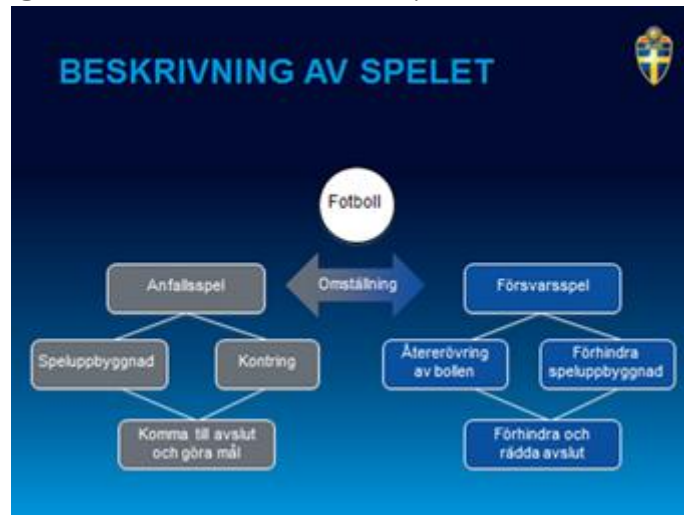 BESKRIVNING AV SPELET
Fotboll
Anfallsspel
Omställning
Försvarsspel
Speluppbyggnad
Kontring
Återerövring
av bollen
Förhindra
speluppbyggnad
Komma till avslut
och göra mål
Förhindra och
rädda avslut